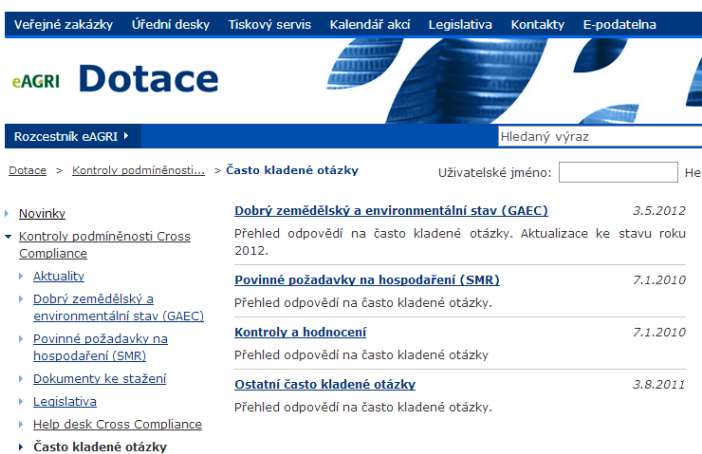 Veřejné zakázky Úřední desky Tiskový servis Kalendář akcí Legislativa Kontakty E-podatelna
eAGRI Dotace
Rozcestník eAGRI
Hledaný výraz
Dotace > Kontroly podmíněnosti... > Často kladené otázky
Uživatelské jméno: He
Novinky
Kontroly podmíněnosti Cross
Compliance
Aktuality
Dobrý zemědělský a
environmentální stav (GAEC)
Povinné požadavky na
hospodaření (SMR)
Dokumenty ke stažení
Legislativa
Help desk Cross Compliance
Často kladené otázky
Dobrý zemědělský a environmentální stav (GAEC) 3.5.2012
Přehled odpovědí na často kladené otázky. Aktualizace ke stavu roku
2012.
Povinné požadavky na hospodaření (SMR) 7.1.2010
Přehled odpovědí na často kladené otázky.
Kontroly a hodnocení 7.1.2010
Přehled odpovědí na často kladené otázky
Ostatní často kladené otázky 3.8.2011
Přehled odpovědí na často kladené otázky.